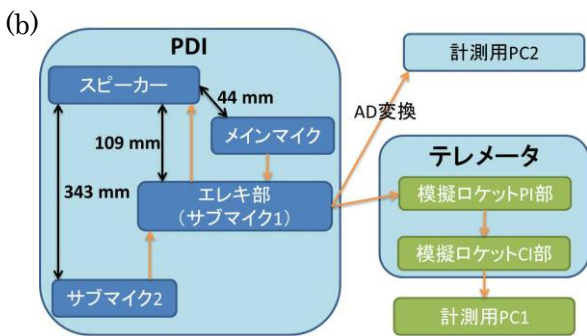 (b)
PDI
スピーカー
44 mm
メインマイク
109 mm
エレキ部
(サブマイク1)
343 mm
サブマイク2
計測用PC2
AD変換
テレメータ
模擬ロケットPI部
模擬ロケットCI部
計測用PC1